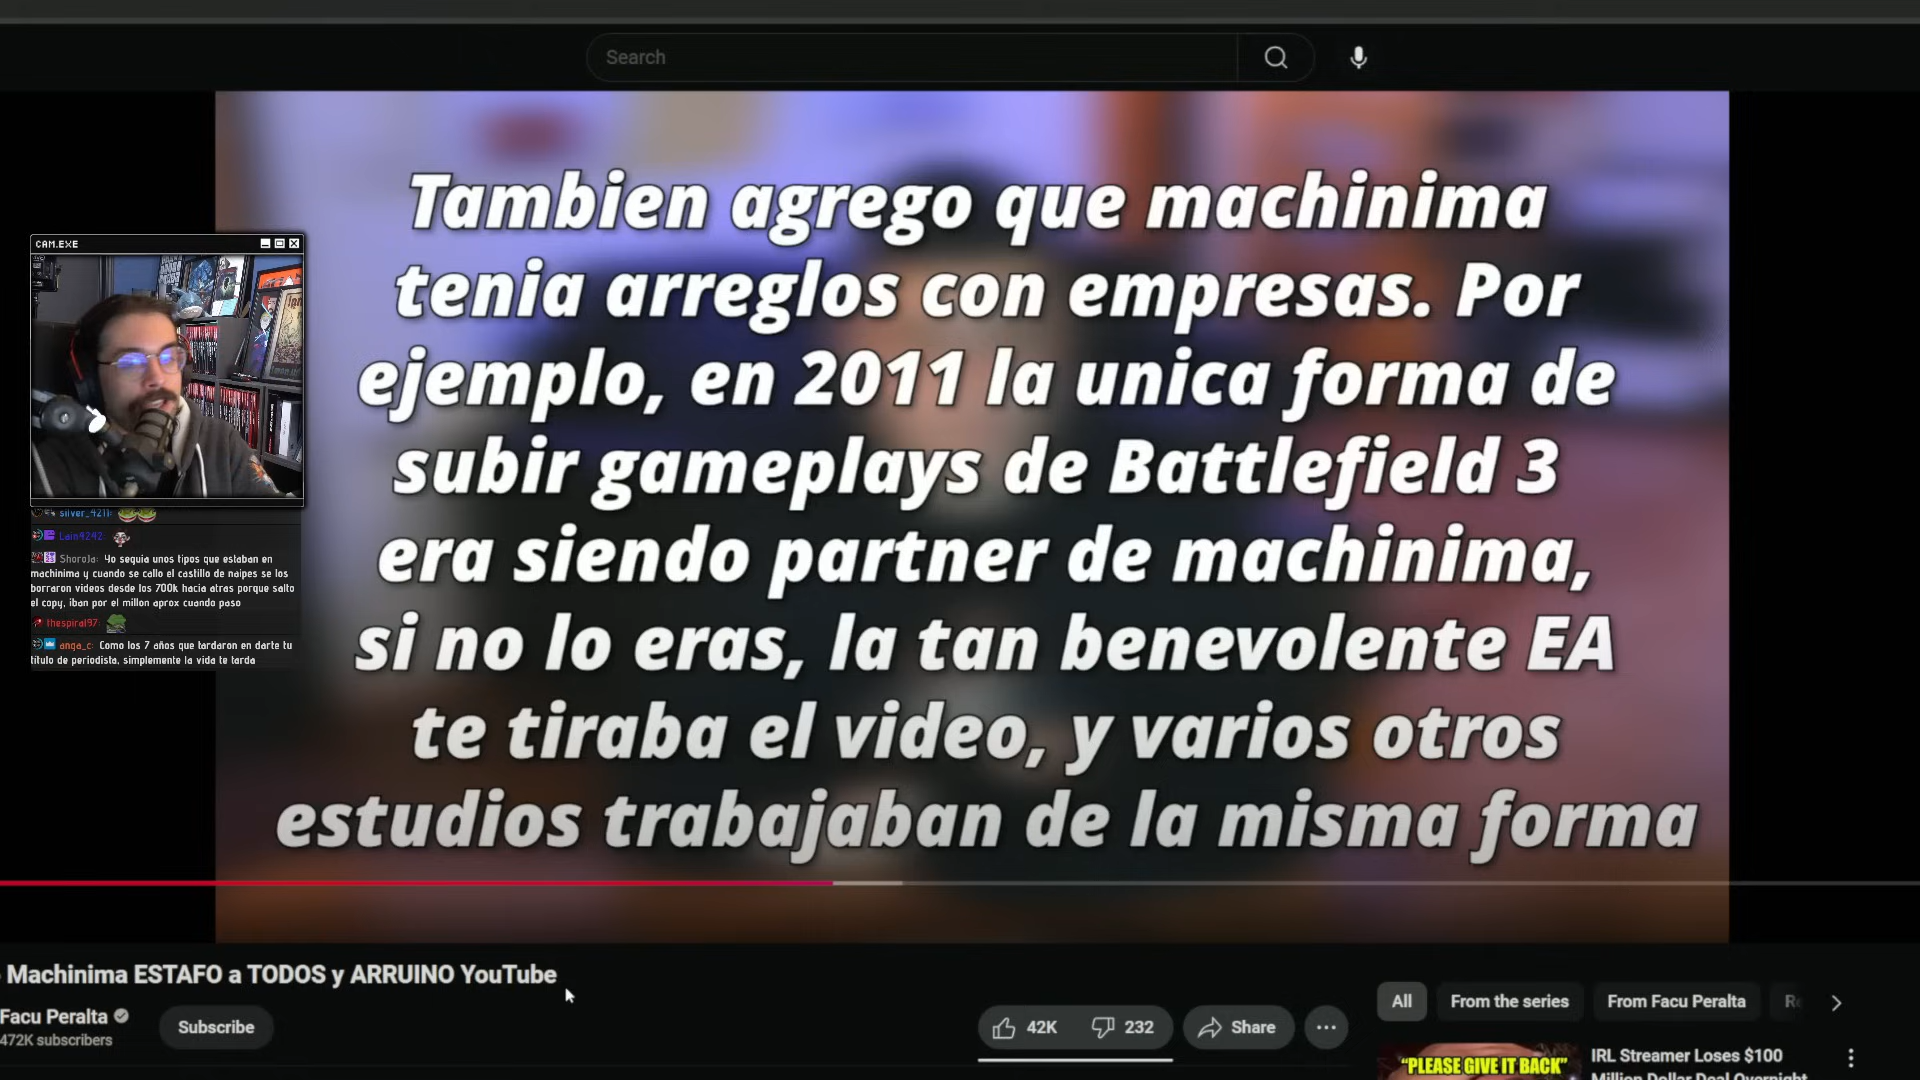 Search
Tambien agrego que machinima
tenia arreglos con empresas. Por
ejemplo, en 2011 la unica forma de
subir gameplays de Battlefield 3
era siendo partner de machinima,
si no lo eras, la tan benevolente EA
te tiraba el video, y varios otros
estudios trabajaban de la misma forma
CAM.EXE
silver_4211:
Lain4242:
Shoroja: Yo seguia unos tipos que estaban en
machinima y cuando se callo el castillo de naipes se los
borraron videos desde los 700k hacia atras porque salto
el copy, iban por el millon aprox cuando paso
thespiral97:
anga_c: Como los 7 años que tardaron en darte tu
titulo de periodista, simplemente la vida te tarda
Machinima ESTAFO a TODOS y ARRUINO YouTube
Facu Peralta
472K subscribers
Subscribe
42K
232
Share
All
From the series
From Facu Peralta
"PLEASE GIVE IT BACK"
IRL Streamer Loses $100
Million Dollar Deal Overnight